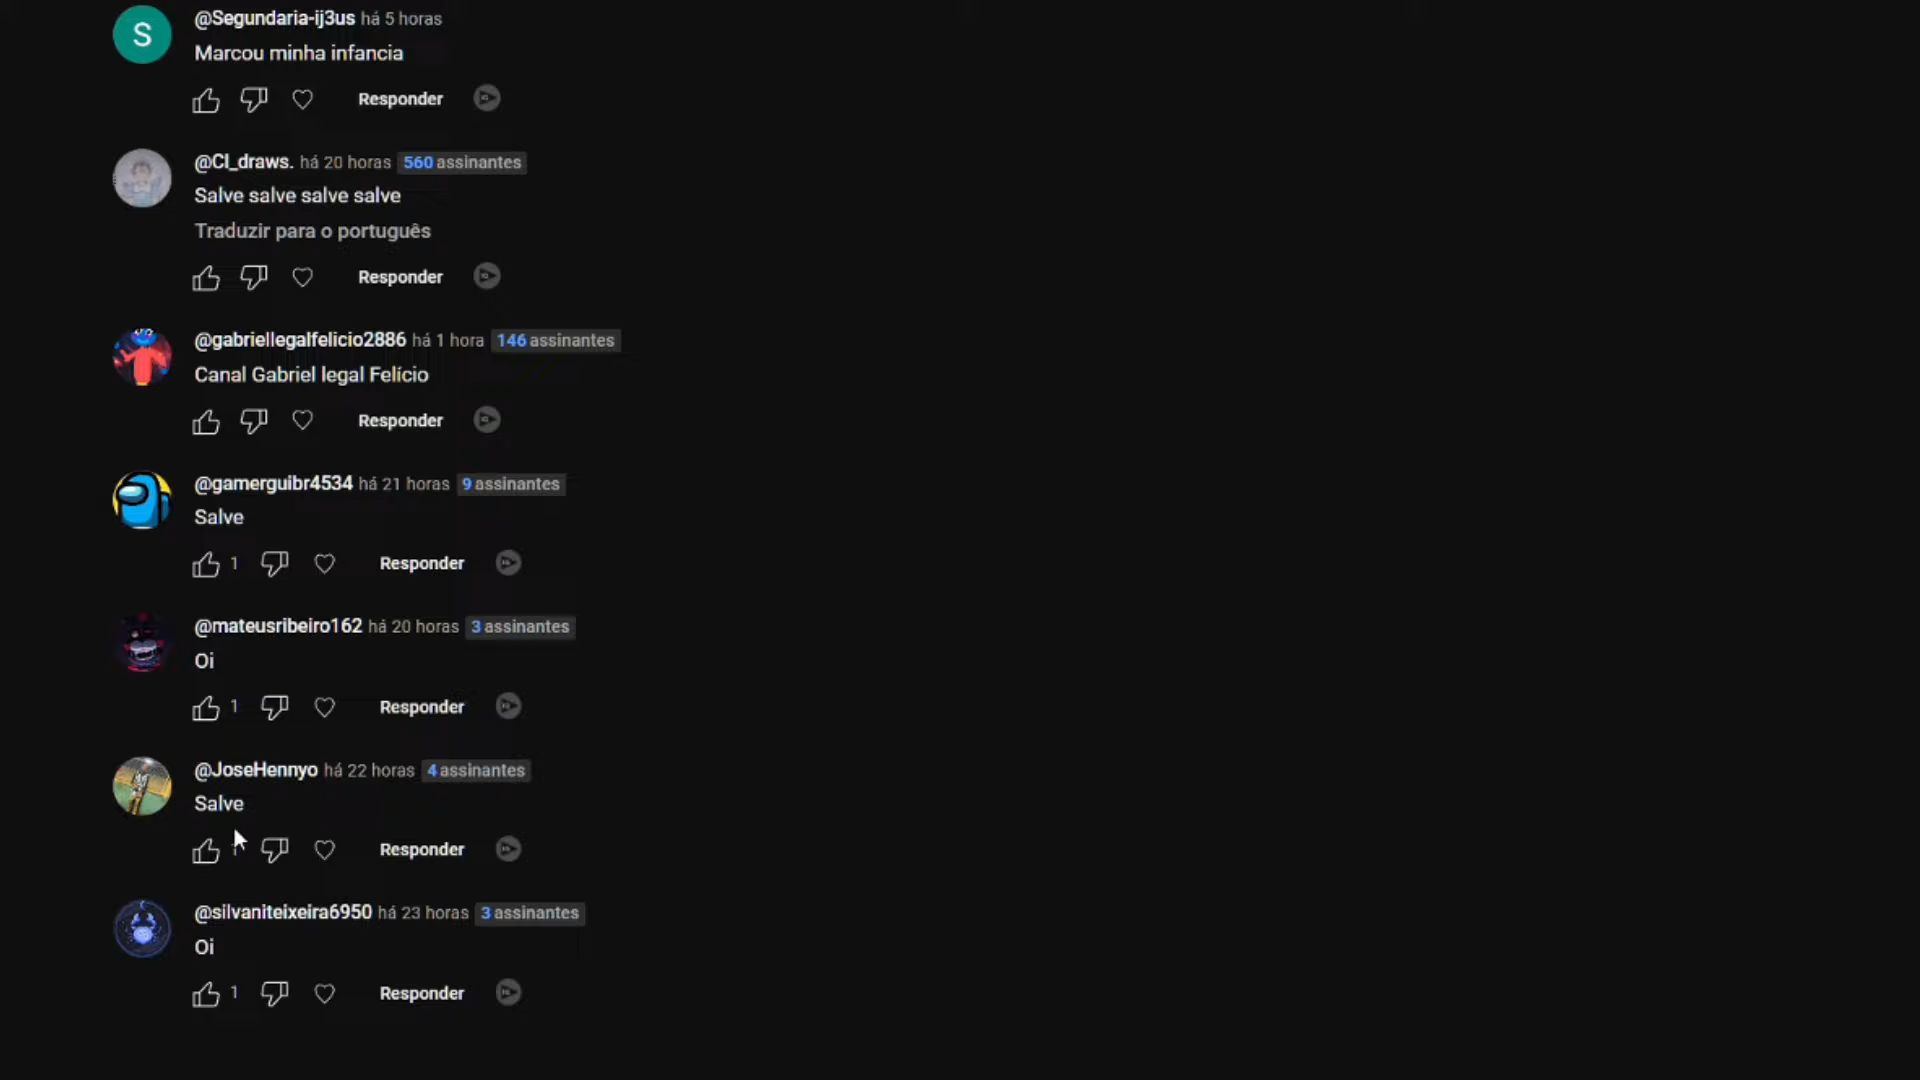 S
@Segundaria-ij3us há 5 horas
Marcou minha infancia
Responder
@CI_draws. há 20 horas 560 assinantes
Salve salve salve salve
Traduzir para o português
Responder
@gabriellegalfelicio2886 há 1 hora 146 assinantes
Canal Gabriel legal Felício
Responder
@gamerguibr4534 há 21 horas 9 assinantes
Salve
1 Responder
@mateusribeiro162 há 20 horas 3 assinantes
Oi
1 Responder
@JoseHennyo há 22 horas 4 assinantes
Salve
Responder
@silvaniteixeira6950 há 23 horas 3 assinantes
Oi
1 Responder